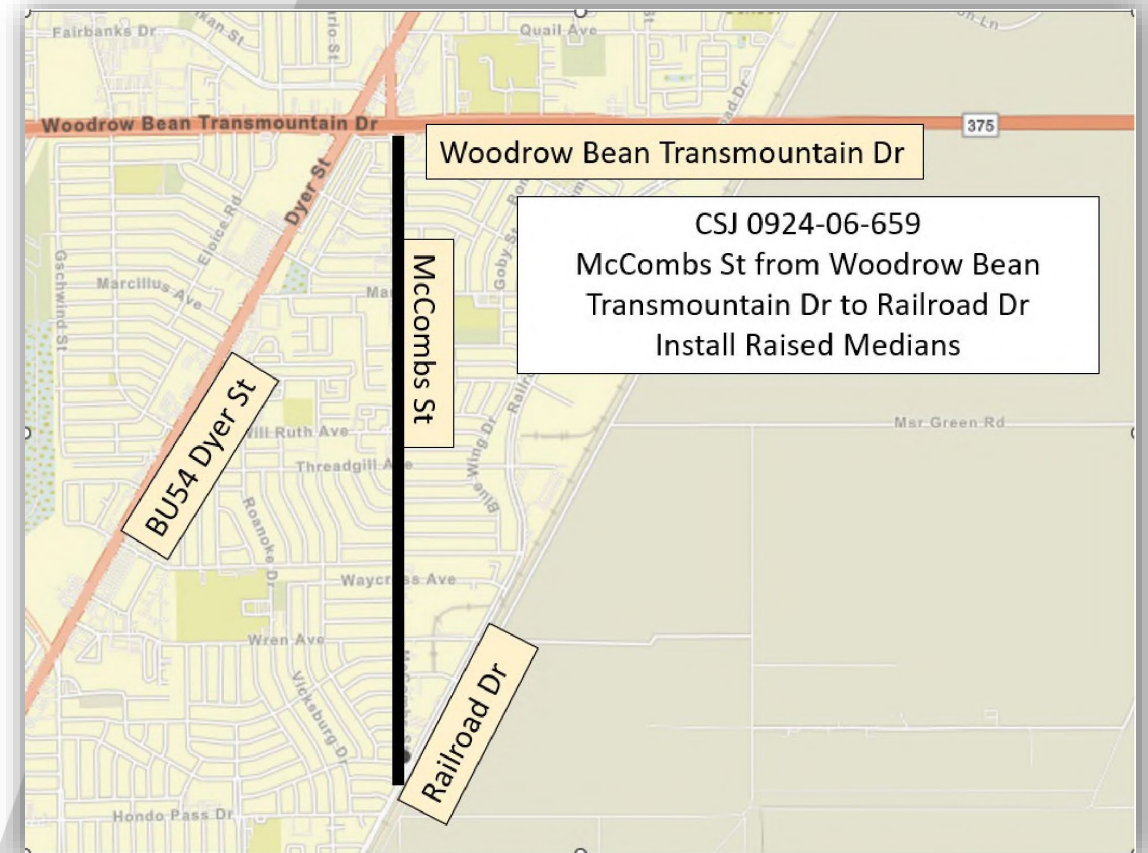 Fairbanks Dr
Quail Ave
Woodrow Bean Transmountain Dr
375
Woodrow Bean Transmountain Dr
Dyer St
Eloice Rd
CSJ 0924-06-659
McCombs St from Woodrow Bean
Transmountain Dr to Railroad Dr
Install Raised Medians
Goby St
Gschwind St
Marcillus Ave
McCombs St
BU54 Dyer St
Will Ruth Ave
Msr Green Rd
Threadgill Ave
Blue Wing Dr
Roanoke Dr
Waycross Ave
Wren Ave
Vicksburg Dr
Railroad Dr
Hondo Pass Dr